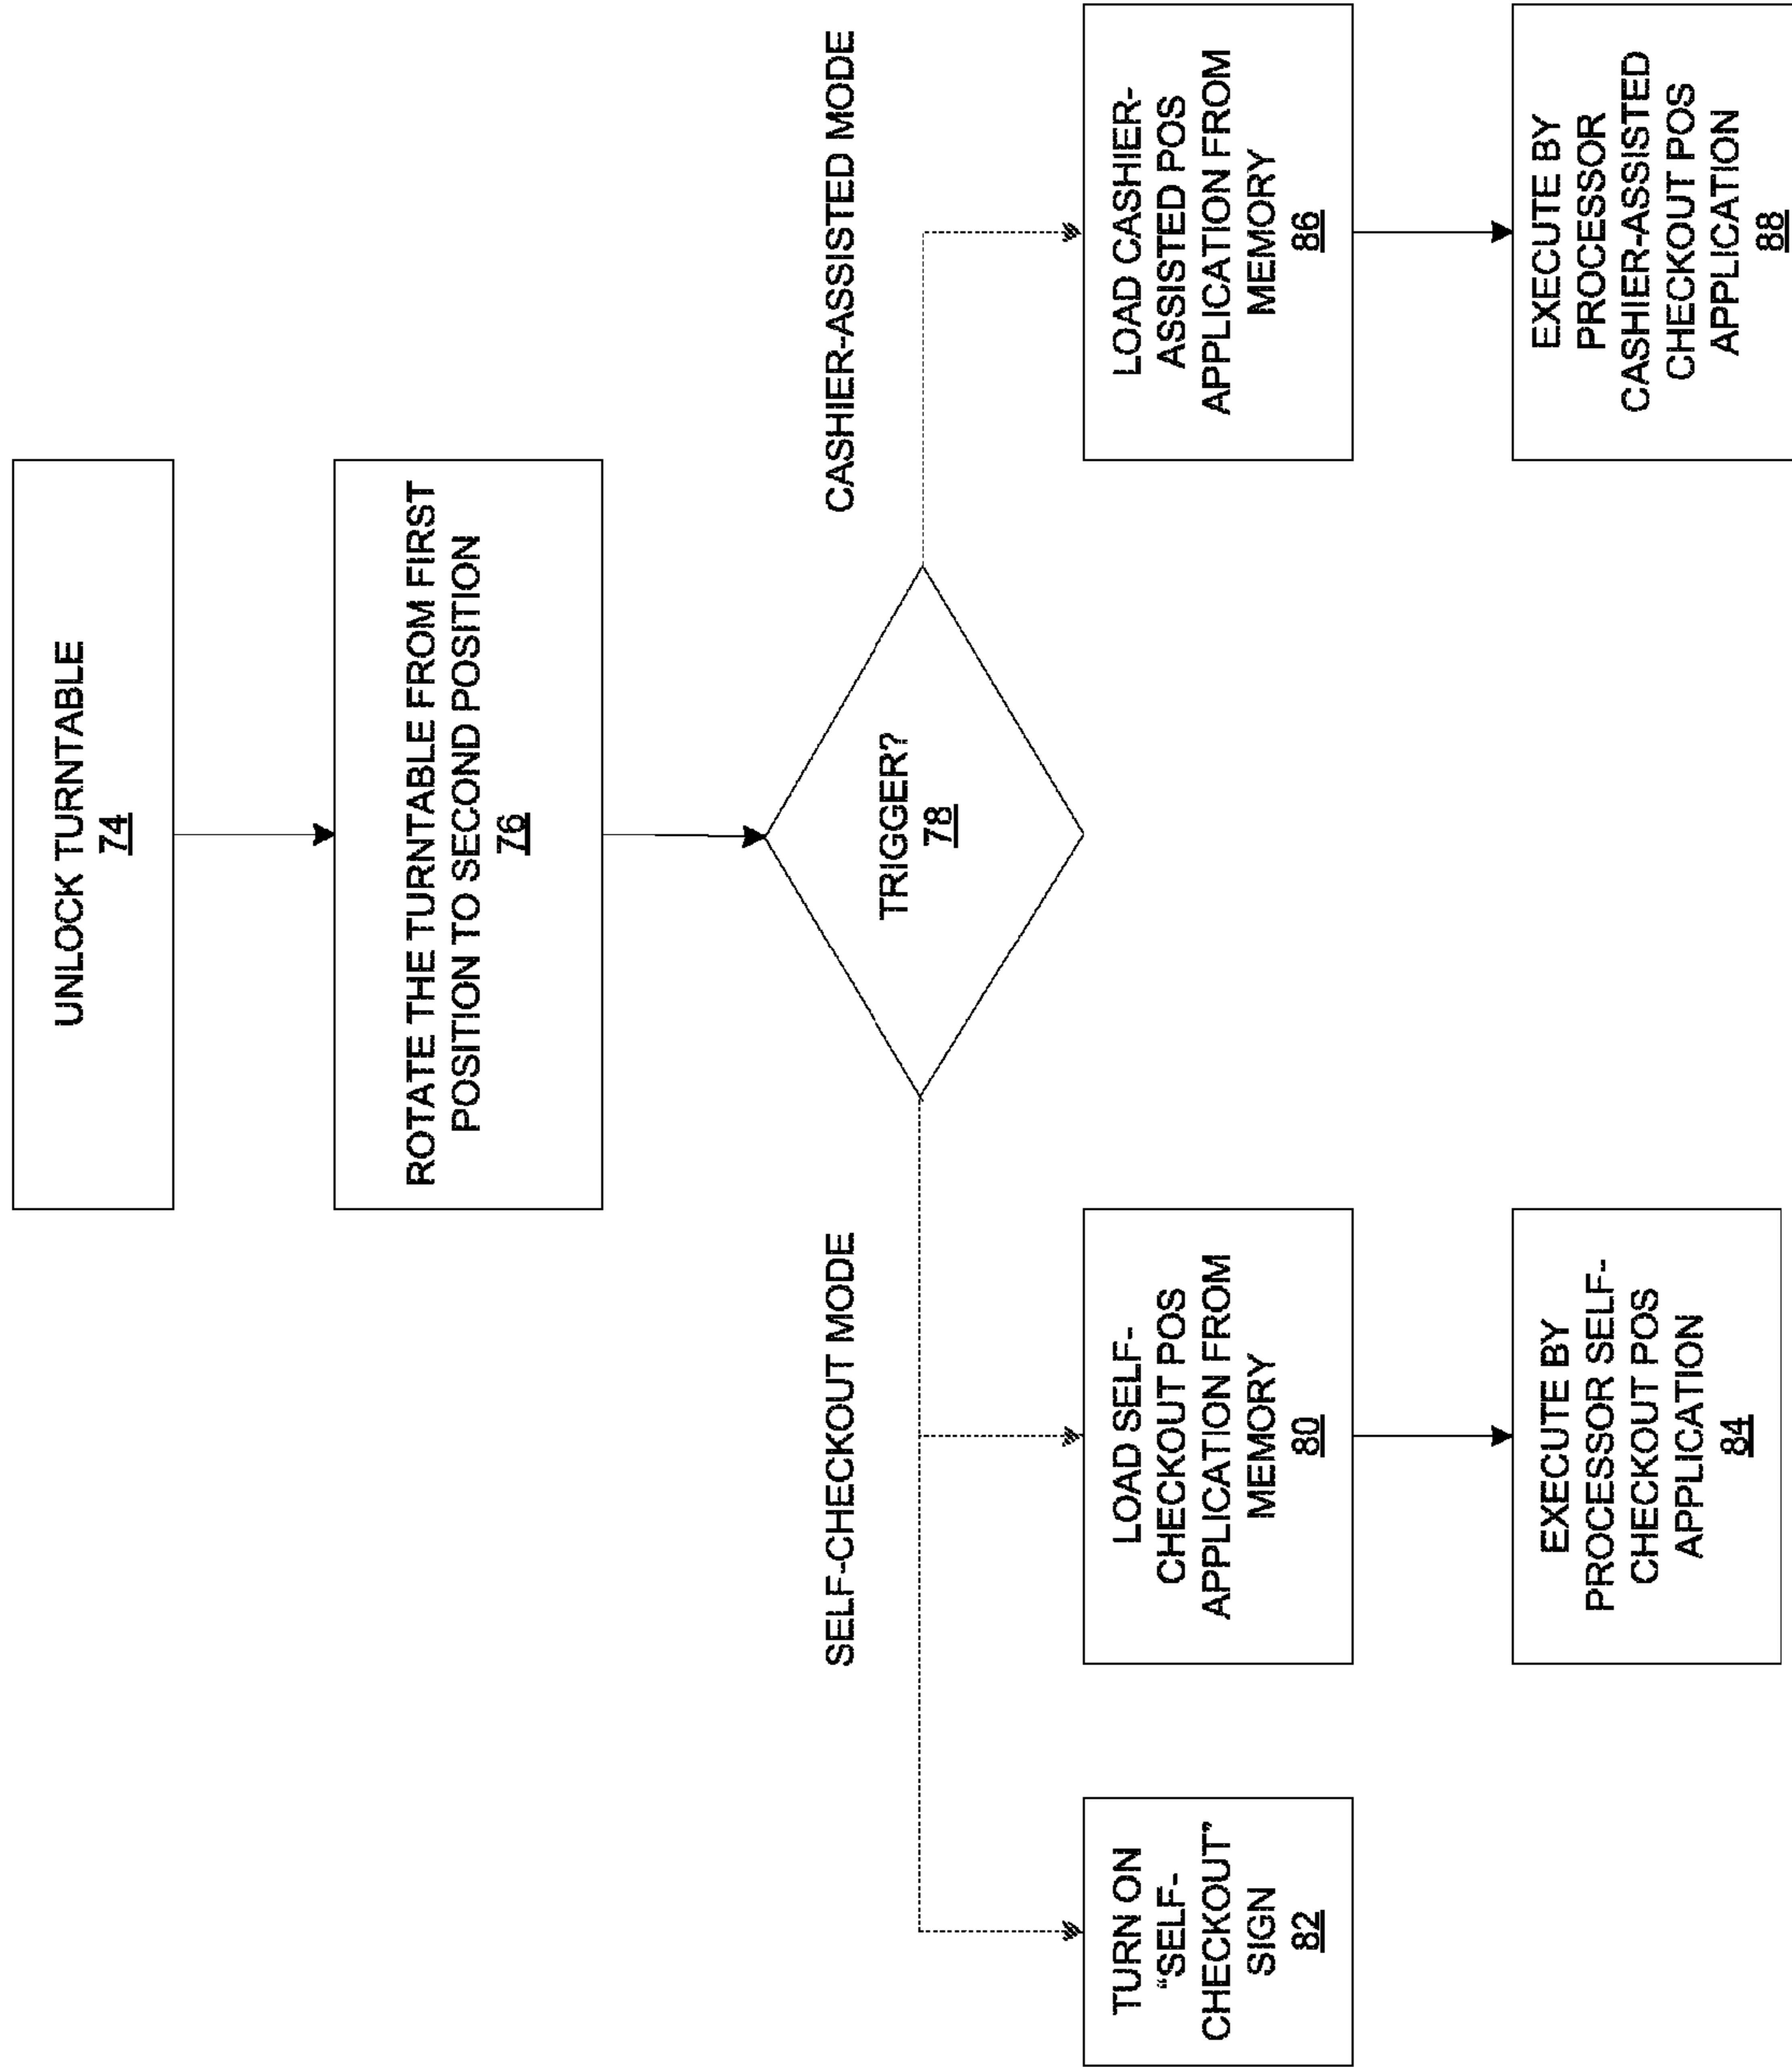 UNLOCK TURNTABLE
74
ROTATE THE TURNTABLE FROM FIRST
POSITION TO SECOND POSITION
76
TRIGGER?
78
SELF-CHECKOUT MODE
CASHIER-ASSISTED MODE
TURN ON
“SELF-
CHECKOUT”
SIGN
82
LOAD SELF-
CHECKOUT POS
APPLICATION FROM
MEMORY
80
LOAD CASHIER-
ASSISTED POS
APPLICATION FROM
MEMORY
86
EXECUTE BY
PROCESSOR SELF-
CHECKOUT POS
APPLICATION
84
EXECUTE BY
PROCESSOR
CASHIER-ASSISTED
CHECKOUT POS
APPLICATION
88